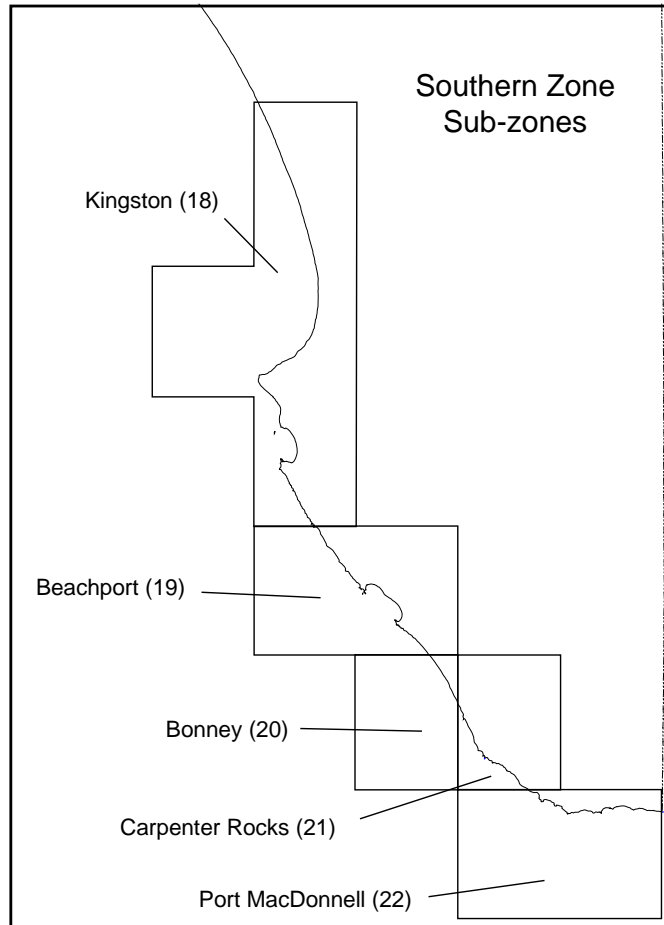 Southern Zone
Sub-zones
Kingston (18)
Beachport (19)
Bonney (20)
Carpenter Rocks (21)
Port MacDonnell (22)